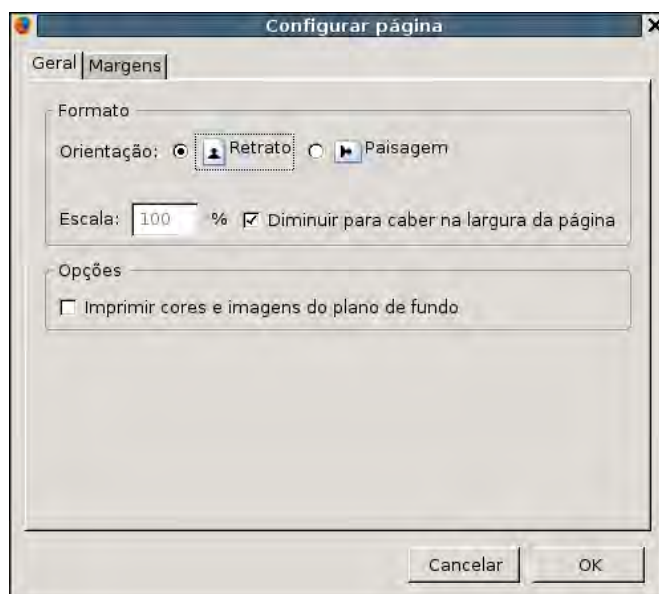 Configurar página
Geral Margens
Formato
Orientação: Retrato Paisagem
Escala: 100 % Diminuir para caber na largura da página
Opções
Imprimir cores e imagens do plano de fundo
Cancelar OK